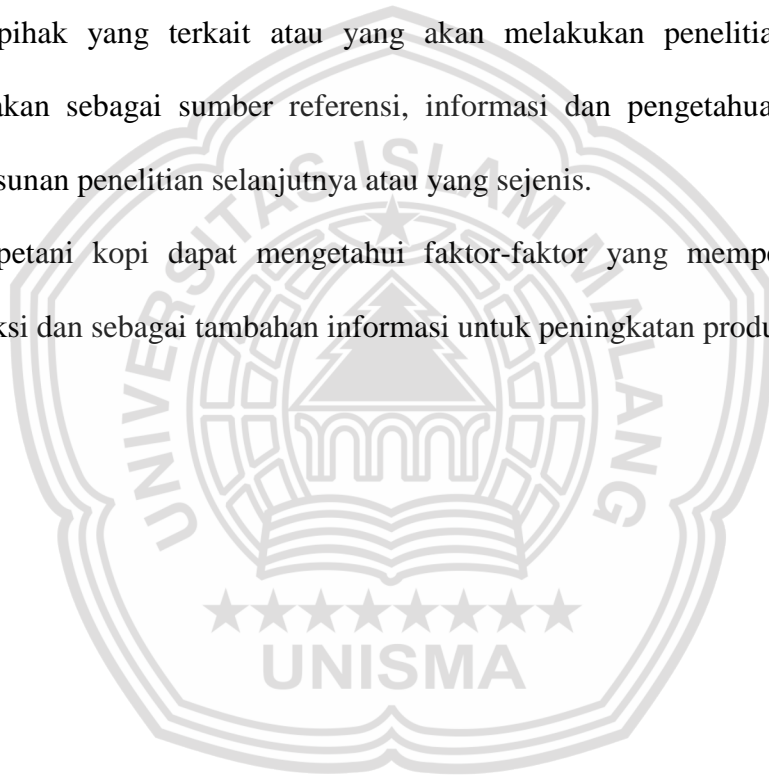 pihak yang terkait atau yang akan melakukan penelitia
akan sebagai sumber referensi, informasi dan pengetahua
sunan penelitian selanjutnya atau yang sejenis.
petani kopi dapat mengetahui faktor-faktor yang mempe
ksi dan sebagai tambahan informasi untuk peningkatan produ
UNIVERSITAS ISLAM MALANG
UNISMA